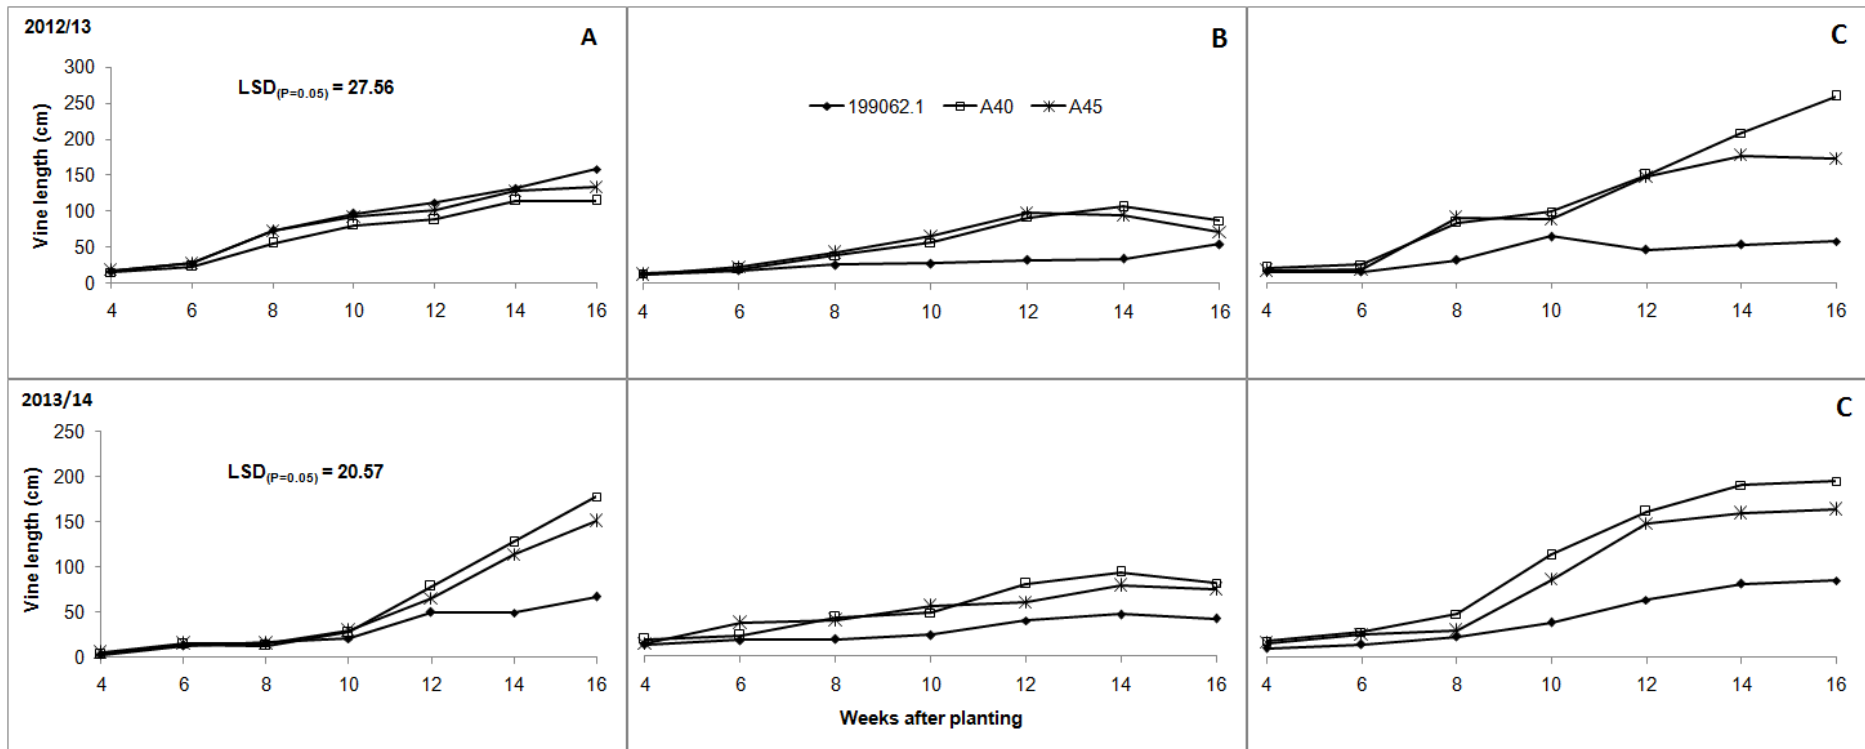 2012/13
A
B
C
LSD(P=0.05) = 27.56
199062.1 A40 A45
Vine length (cm)
300
250
200
150
100
50
0
4 6 8 10 12 14 16
4 6 8 10 12 14 16
4 6 8 10 12 14 16
2013/14
C
LSD(P=0.05) = 20.57
Vine length (cm)
250
200
150
100
50
0
4 6 8 10 12 14 16
4 6 8 10 12 14 16
4 6 8 10 12 14 16
Weeks after planting